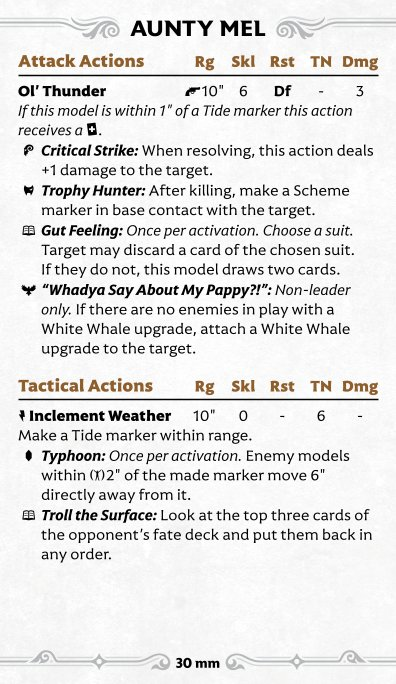 AUNTY MEL
Attack Actions Rg Skl Rst TN Dmg
Ol' Thunder 10" 6 Df - 3
If this model is within 1" of a Tide marker this action
receives a .
Critical Strike: When resolving, this action deals
+1 damage to the target.
Trophy Hunter: After killing, make a Scheme
marker in base contact with the target.
Gut Feeling: Once per activation. Choose a suit.
Target may discard a card of the chosen suit.
If they do not, this model draws two cards.
"Whadya Say About My Pappy?!": Non-leader
only. If there are no enemies in play with a
White Whale upgrade, attach a White Whale
upgrade to the target.
Tactical Actions Rg Skl Rst TN Dmg
Inclement Weather 10" 0 - 6 -
Make a Tide marker within range.
Typhoon: Once per activation. Enemy models
within 2" of the made marker move 6"
directly away from it.
Troll the Surface: Look at the top three cards of
the opponent's fate deck and put them back in
any order.
30 mm